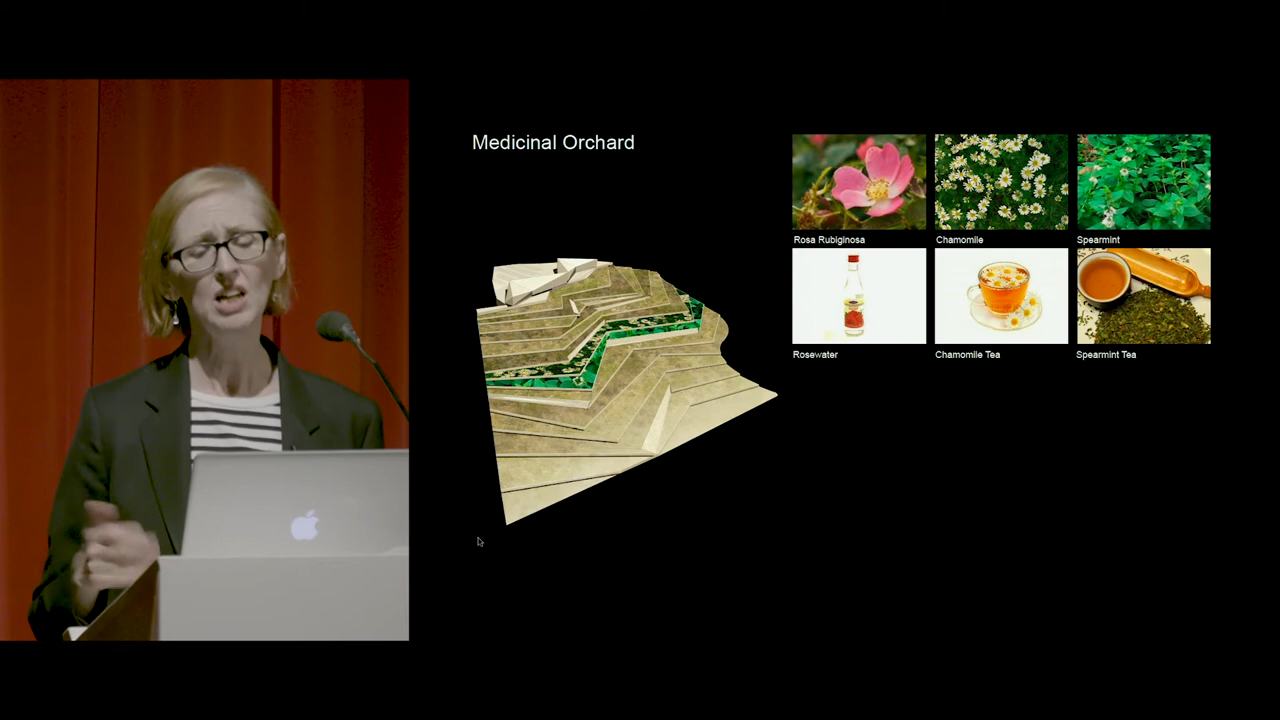 Medicinal Orchard
Rosa Rubiginosa
Chamomile
Spearmint
Rosewater
Chamomile Tea
Spearmint Tea